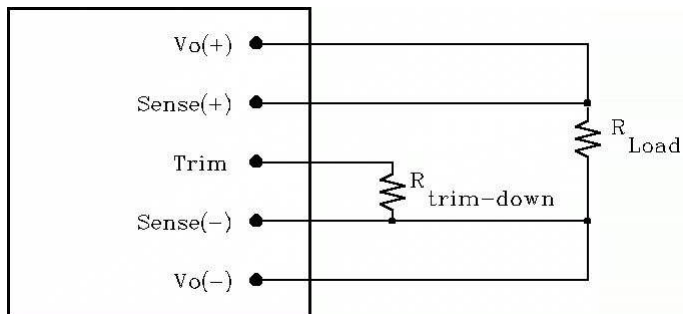 Vo(+)
Sense(+)
R
Load
Trim
R
trim-down
Sense(-)
Vo(-)